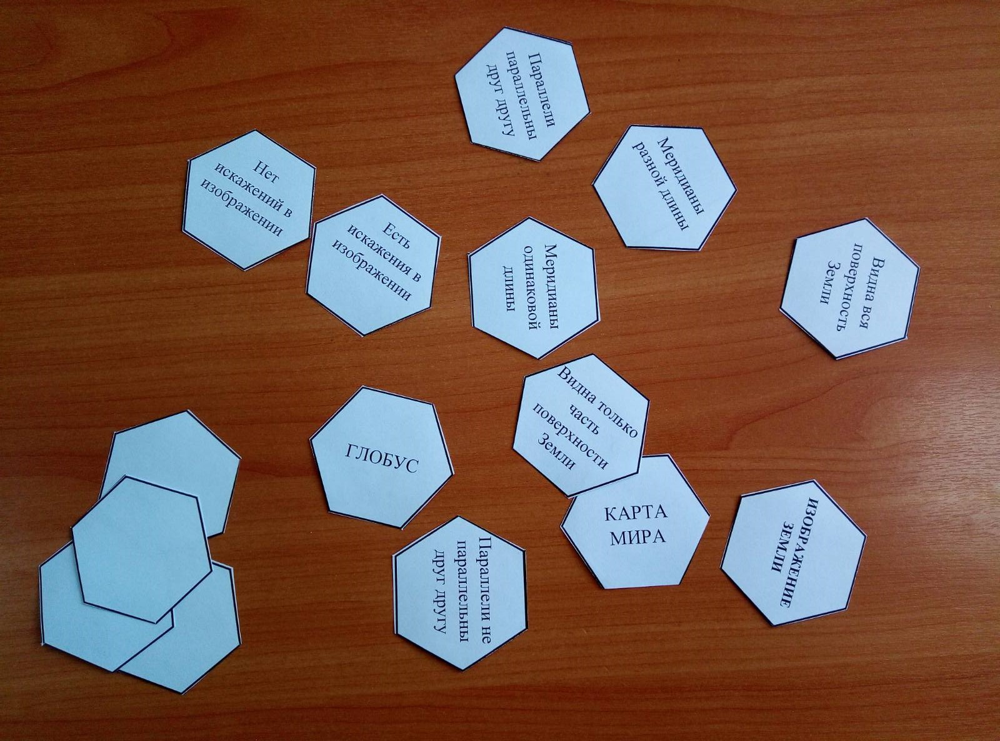 Параллели
параллельны
друг другу
Меридианы
разной длины
Нет
искажений в
изображении
Есть
искажения в
изображении
Меридианы
одинаковой
длины
Видна вся
поверхность
Земли
Видна только
часть
поверхности
Земли
ГЛОБУС
КАРТА
МИРА
ИЗОБРАЖЕНИЕ
ЗЕМЛИ
Параллели не
параллельны
друг другу